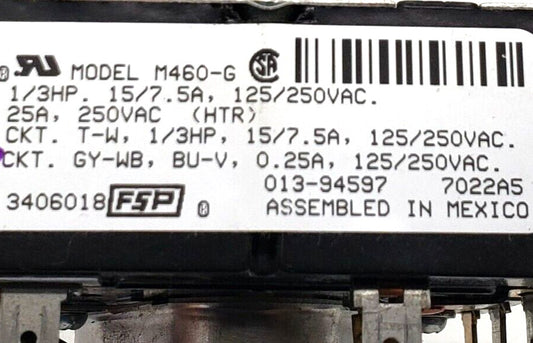 MODEL M460-G
1/3HP. 15/7.5A, 125/250VAC.
25A, 250VAC (HTR)
CKT. T-W, 1/3HP, 15/7.5A, 125/250VAC.
CKT. GY-WB, BU-V, 0.25A, 125/250VAC.
013-94597 7022A5
3406018 FSP ASSEMBLED IN MEXICO